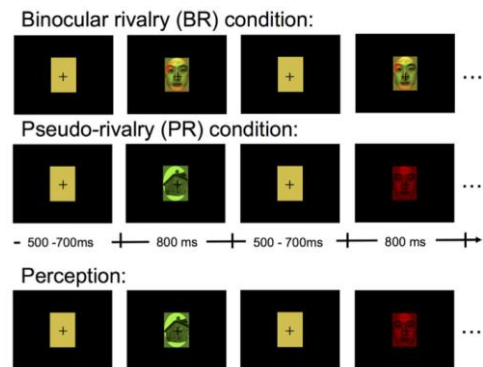 Binocular rivalry (BR) condition:
...
Pseudo-rivalry (PR) condition:
...
500 -700ms 800 ms 500 - 700ms 800 ms
Perception:
...